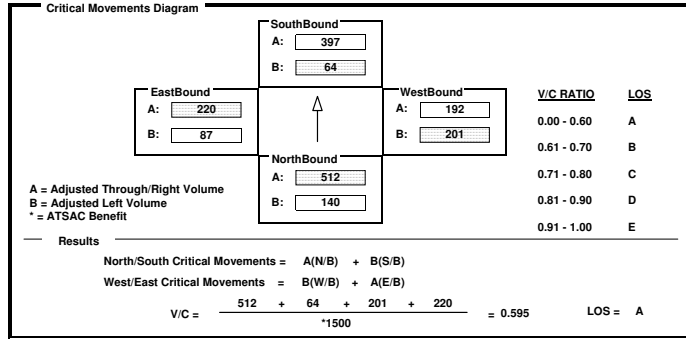 Critical Movements Diagram
SouthBound
A: 397
B: 64
EastBound
A: 220
B: 87
WestBound
A: 192
B: 201
NorthBound
A: 512
B: 140
V/C RATIO LOS
0.00 - 0.60 A
0.61 - 0.70 B
0.71 - 0.80 C
0.81 - 0.90 D
0.91 - 1.00 E
A = Adjusted Through/Right Volume
B = Adjusted Left Volume
* = ATSAC Benefit
Results
North/South Critical Movements = A(N/B) + B(S/B)
West/East Critical Movements = B(W/B) + A(E/B)
V/C = 512 + 64 + 201 + 220 = 0.595 LOS = A
*1500